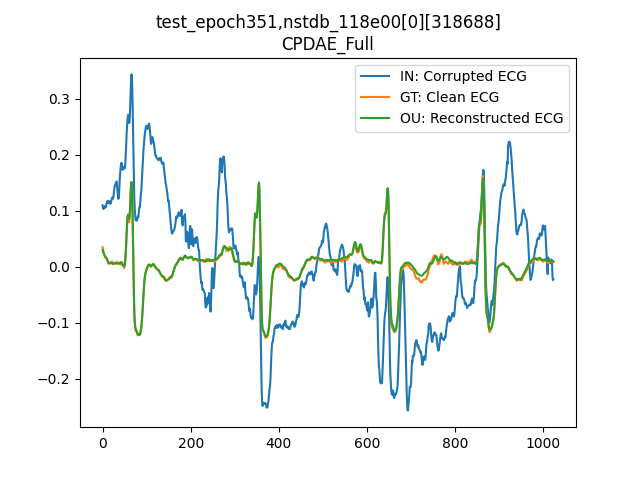 test_epoch351,nstdb_118e00[0][318688]
CPDAE_Full
IN: Corrupted ECG
GT: Clean ECG
OU: Reconstructed ECG
0.3
0.2
0.1
0.0
−0.1
−0.2
0 200 400 600 800 1000